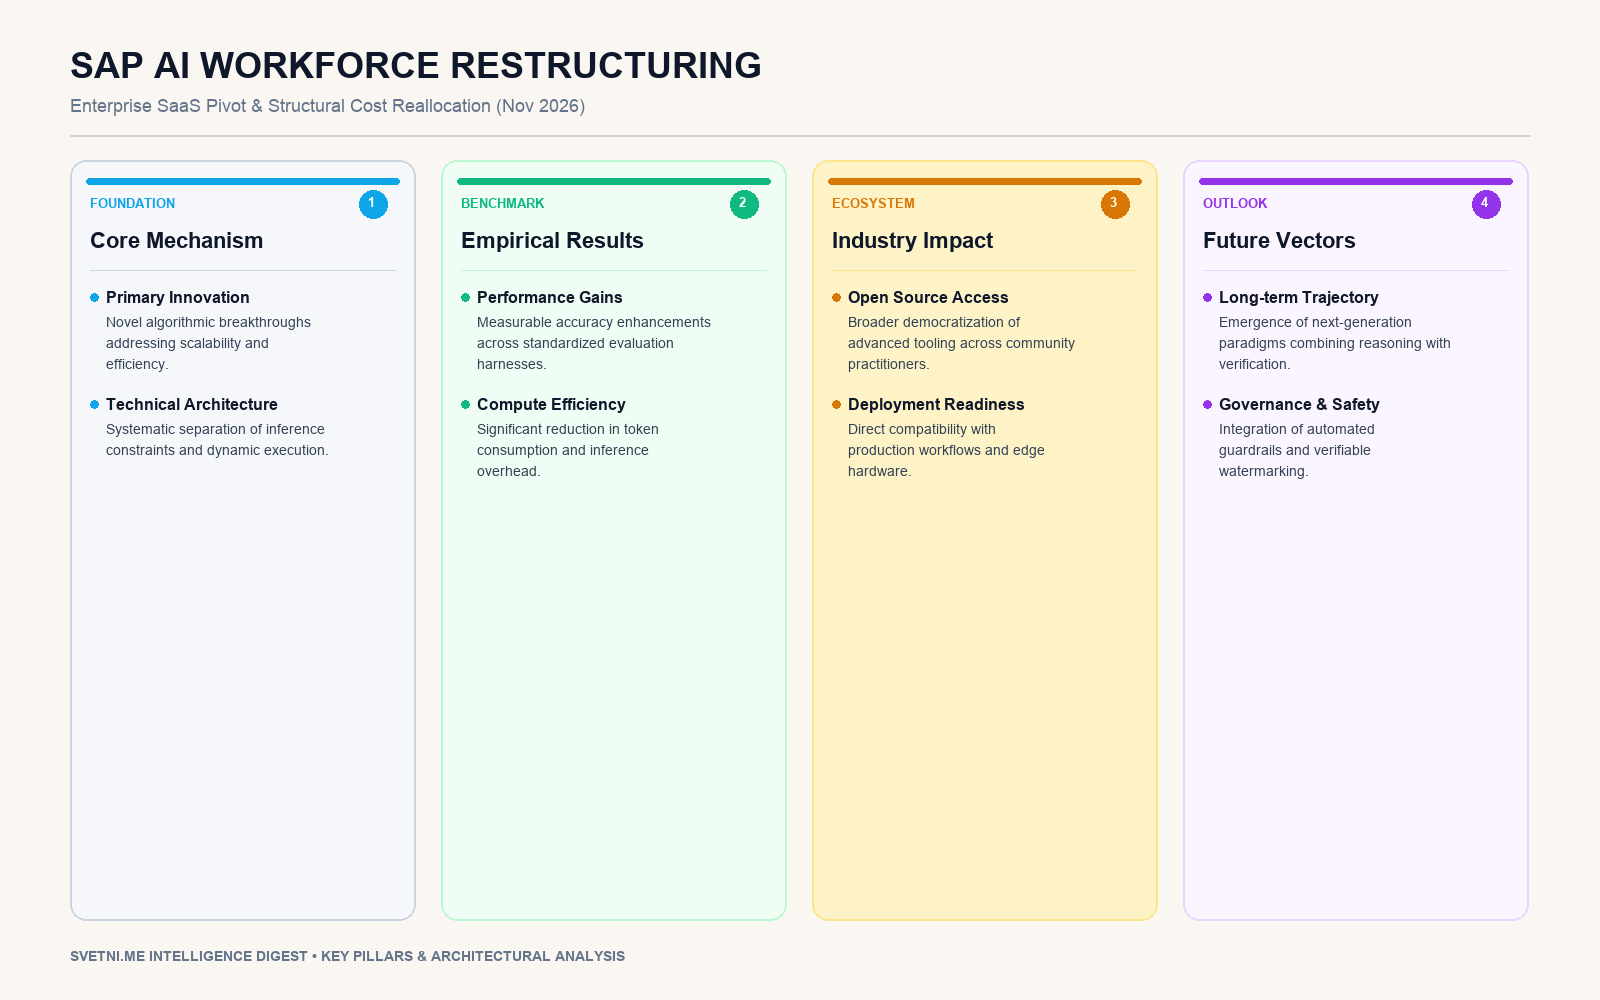 SAP AI WORKFORCE RESTRUCTURING
Enterprise SaaS Pivot & Structural Cost Reallocation (Nov 2026)
FOUNDATION
1
Core Mechanism
Primary Innovation
Novel algorithmic breakthroughs
addressing scalability and
efficiency.
Technical Architecture
Systematic separation of inference
constraints and dynamic execution.
BENCHMARK
2
Empirical Results
Performance Gains
Measurable accuracy enhancements
across standardized evaluation
harnesses.
Compute Efficiency
Significant reduction in token
consumption and inference
overhead.
ECOSYSTEM
3
Industry Impact
Open Source Access
Broader democratization of
advanced tooling across community
practitioners.
Deployment Readiness
Direct compatibility with
production workflows and edge
hardware.
OUTLOOK
4
Future Vectors
Long-term Trajectory
Emergence of next-generation
paradigms combining reasoning with
verification.
Governance & Safety
Integration of automated
guardrails and verifiable
watermarking.
SVETNI.ME INTELLIGENCE DIGEST • KEY PILLARS & ARCHITECTURAL ANALYSIS